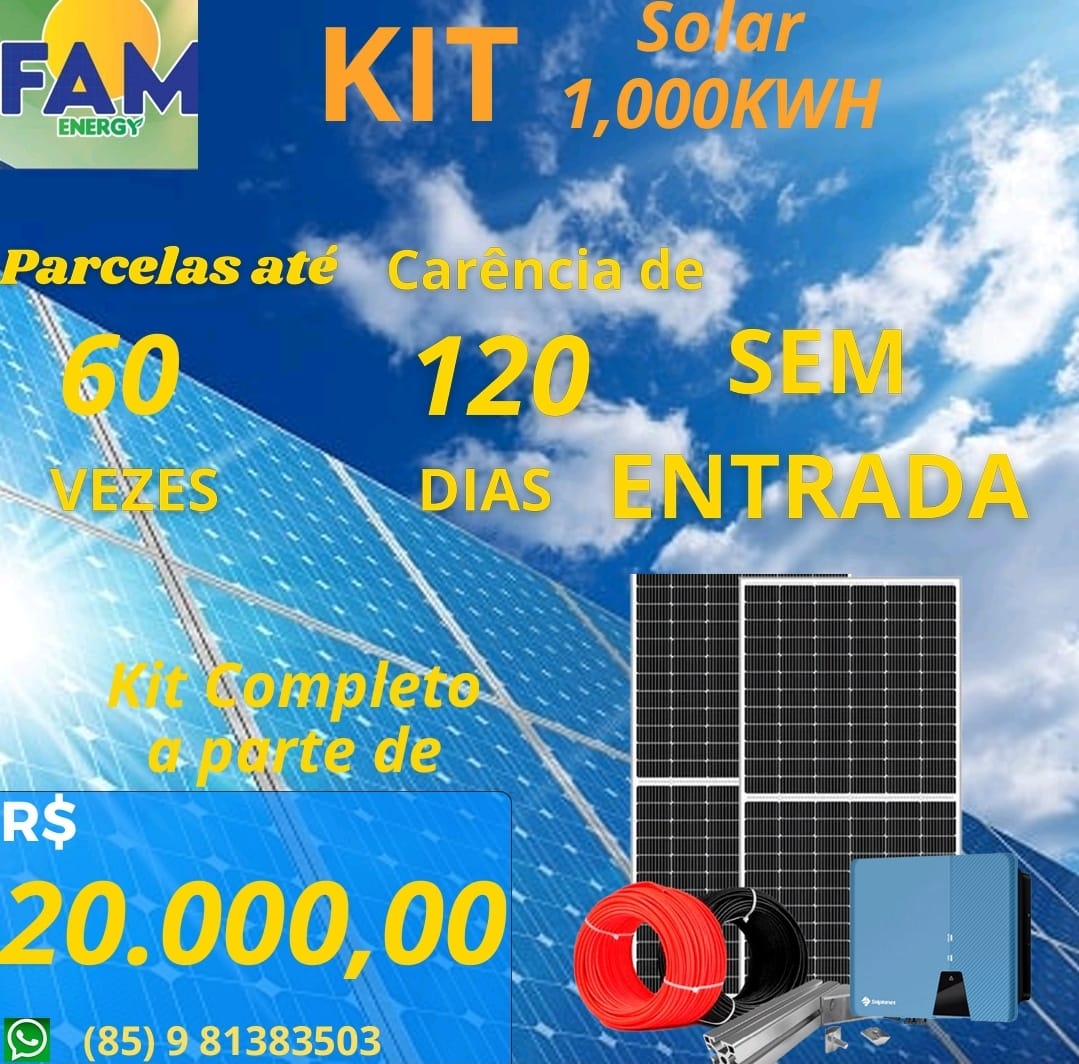 FAM
ENERGY
KIT
Solar
1,000KWH
Parcelas até
60
VEZES
Carência de
120
DIAS
SEM
ENTRADA
Kit Completo
a parte de
R$
20.000,00
(85) 9 81383503
Solplanet